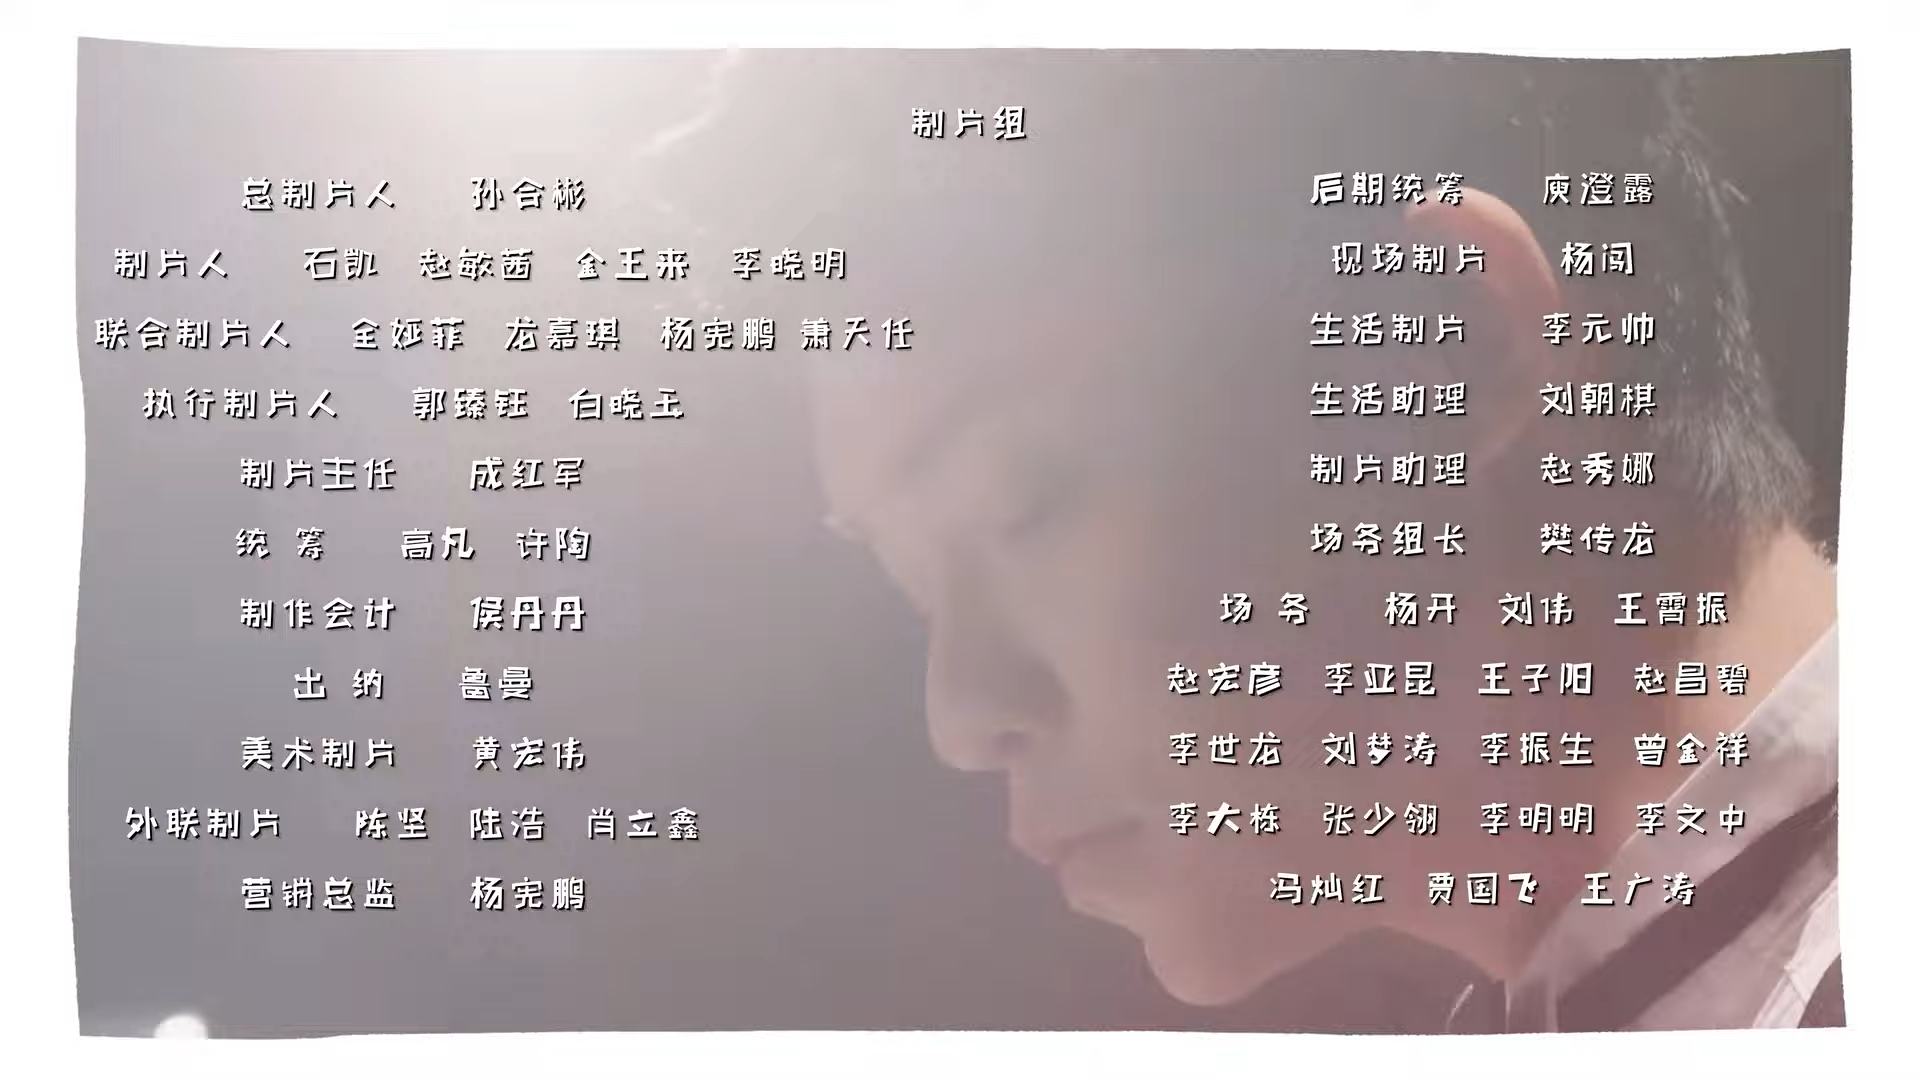 制片组
总制片人 孙合彬
制片人 石凯 赵敏茜 金王来 李晓明
联合制片人 全娅菲 龙嘉琪 杨宪鹏 萧天任
执行制片人 郭臻钰 白晓玉
制片主任 成红军
统 筹 高凡 许陶
制作会计 侯丹丹
出 纳 鲁曼
美术制片 黄宏伟
外联制片 陈坚 陆浩 肖立鑫
营销总监 杨宪鹏
后期统筹 庾澄露
现场制片 杨闯
生活制片 李元帅
生活助理 刘朝棋
制片助理 赵秀娜
场务组长 樊传龙
场 务 杨开 刘伟 王霄振
赵宏彦 李亚昆 王子阳 赵昌碧
李世龙 刘梦涛 李振生 曾金祥
李大栋 张少翎 李明明 李文中
冯灿红 贾国飞 王广涛